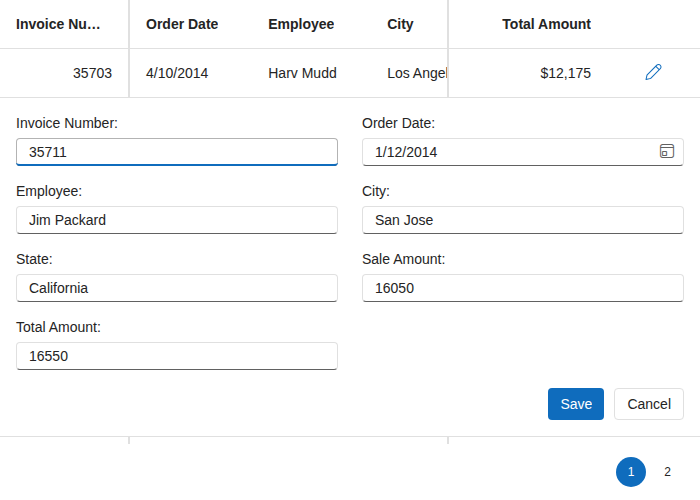 Invoice Nu… Order Date Employee City Total Amount
35703 4/10/2014 Harv Mudd Los Angel $12,175
Invoice Number: Order Date:
35711 1/12/2014
Employee: City:
Jim Packard San Jose
State: Sale Amount:
California 16050
Total Amount:
16550
Save Cancel
1 2